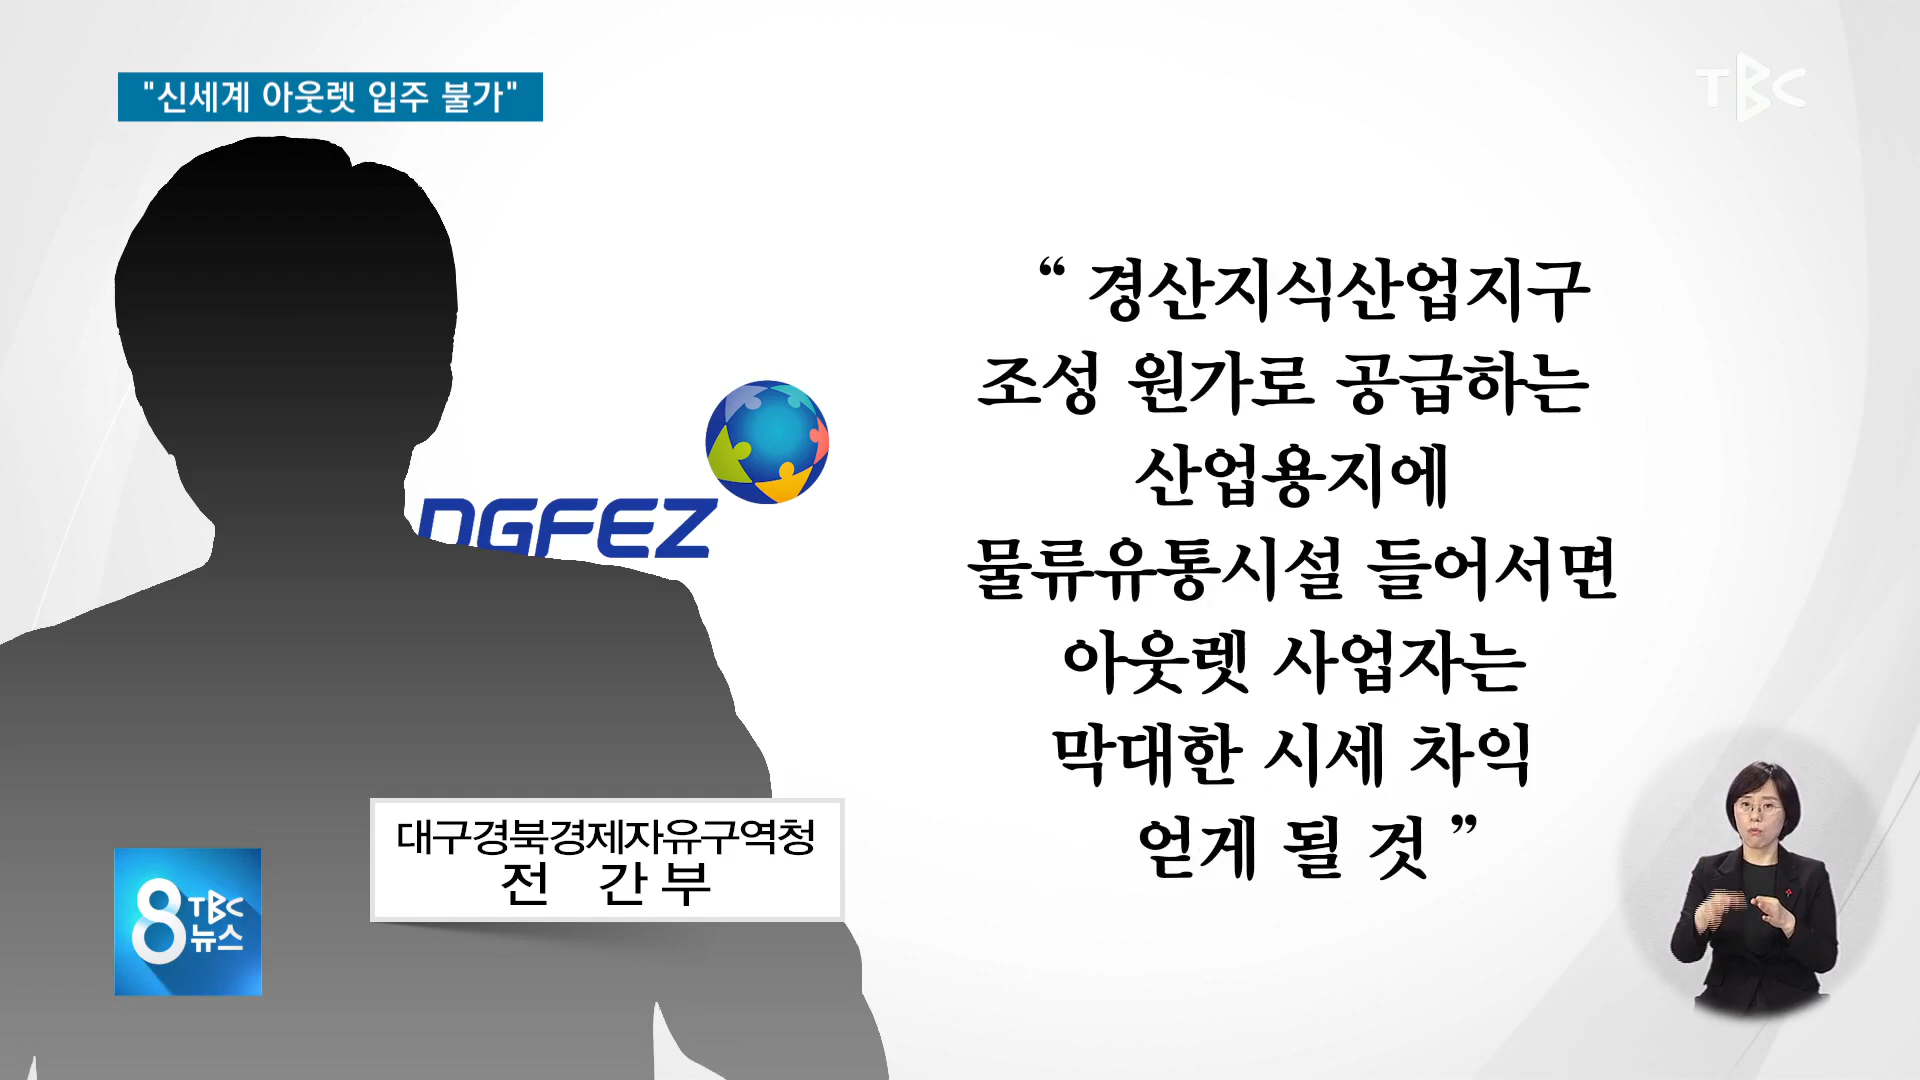 "신세계 아웃렛 입주 불가"
TBC
“ 경산지식산업지구
조성 원가로 공급하는
산업용지에
물류유통시설 들어서면
아웃렛 사업자는
막대한 시세 차익
얻게 될 것 ”
DGFEZ
대구경북경제자유구역청
전 간부
8 TBC
뉴스